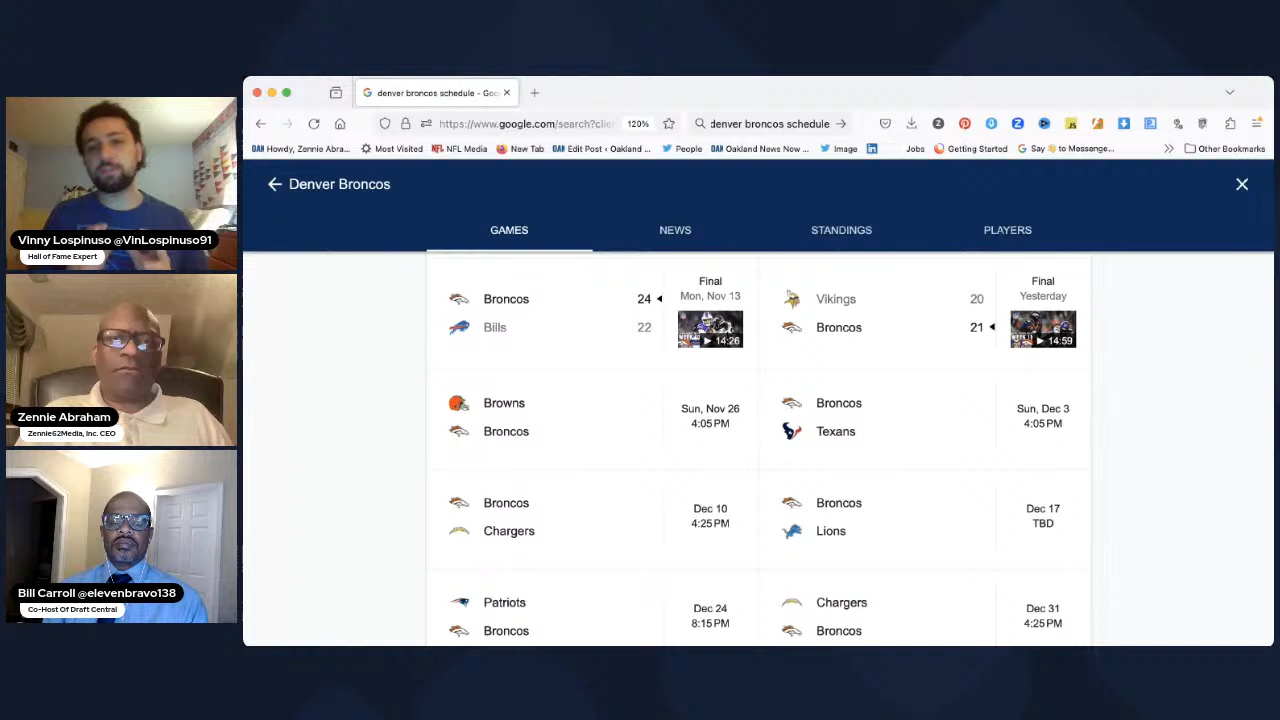 Vinny Lospinuso @VinLospinuso91
Hall of Fame Expert
Zennie Abraham
Zennie62Media, Inc. CEO
Bill Carroll @elevenbravo138
Co-Host Of Draft Central
denver broncos schedule - Goo
https://www.google.com/search?clie
120%
denver broncos schedule
Howdy, Zennie Abra...
Most Visited
NFL Media
New Tab
Edit Post ‹ Oakland ...
People
Oakland News Now ...
Image
Jobs
Getting Started
Say 👋 to Messenge...
Other Bookmarks
Denver Broncos
GAMES
NEWS
STANDINGS
PLAYERS
Broncos 24
Bills 22
Final
Mon, Nov 13
14:26
Vikings 20
Broncos 21
Final
Yesterday
14:59
Browns
Broncos
Sun, Nov 26
4:05 PM
Broncos
Texans
Sun, Dec 3
4:05 PM
Broncos
Chargers
Dec 10
4:25 PM
Broncos
Lions
Dec 17
TBD
Patriots
Broncos
Dec 24
8:15 PM
Chargers
Broncos
Dec 31
4:25 PM